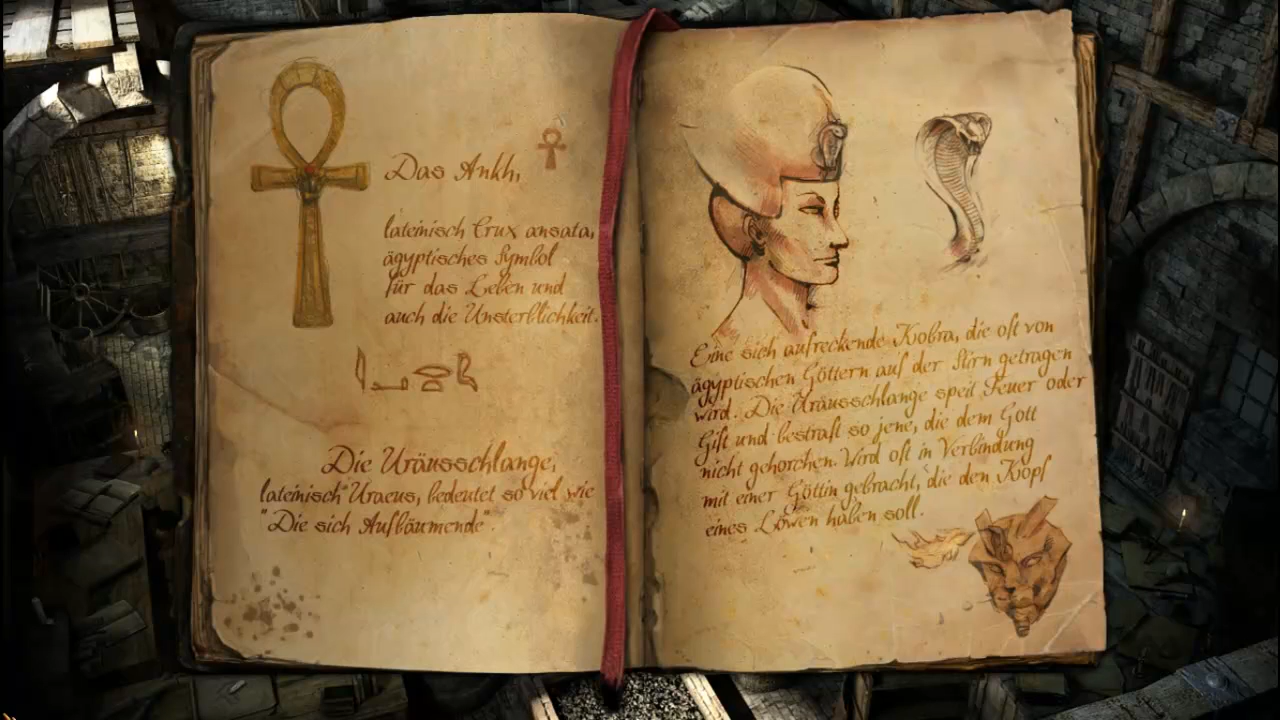 Das Ankh,
lateinisch Crux ansata,
ägyptisches Symbol
für das Leben und
auch die Unsterblichkeit.
Die Uräusschlange,
lateinisch Uraeus, bedeutet so viel wie
"Die sich Aufbäumende".
Eine sich aufreckende Kobra, die oft von
ägyptischen Göttern auf der Stirn getragen
wird. Die Uräusschlange speit Feuer oder
Gift und bestraft so jene, die dem Gott
nicht gehorchen. Wird oft in Verbindung
mit einer Göttin gebracht, die den Kopf
eines Löwen haben soll.